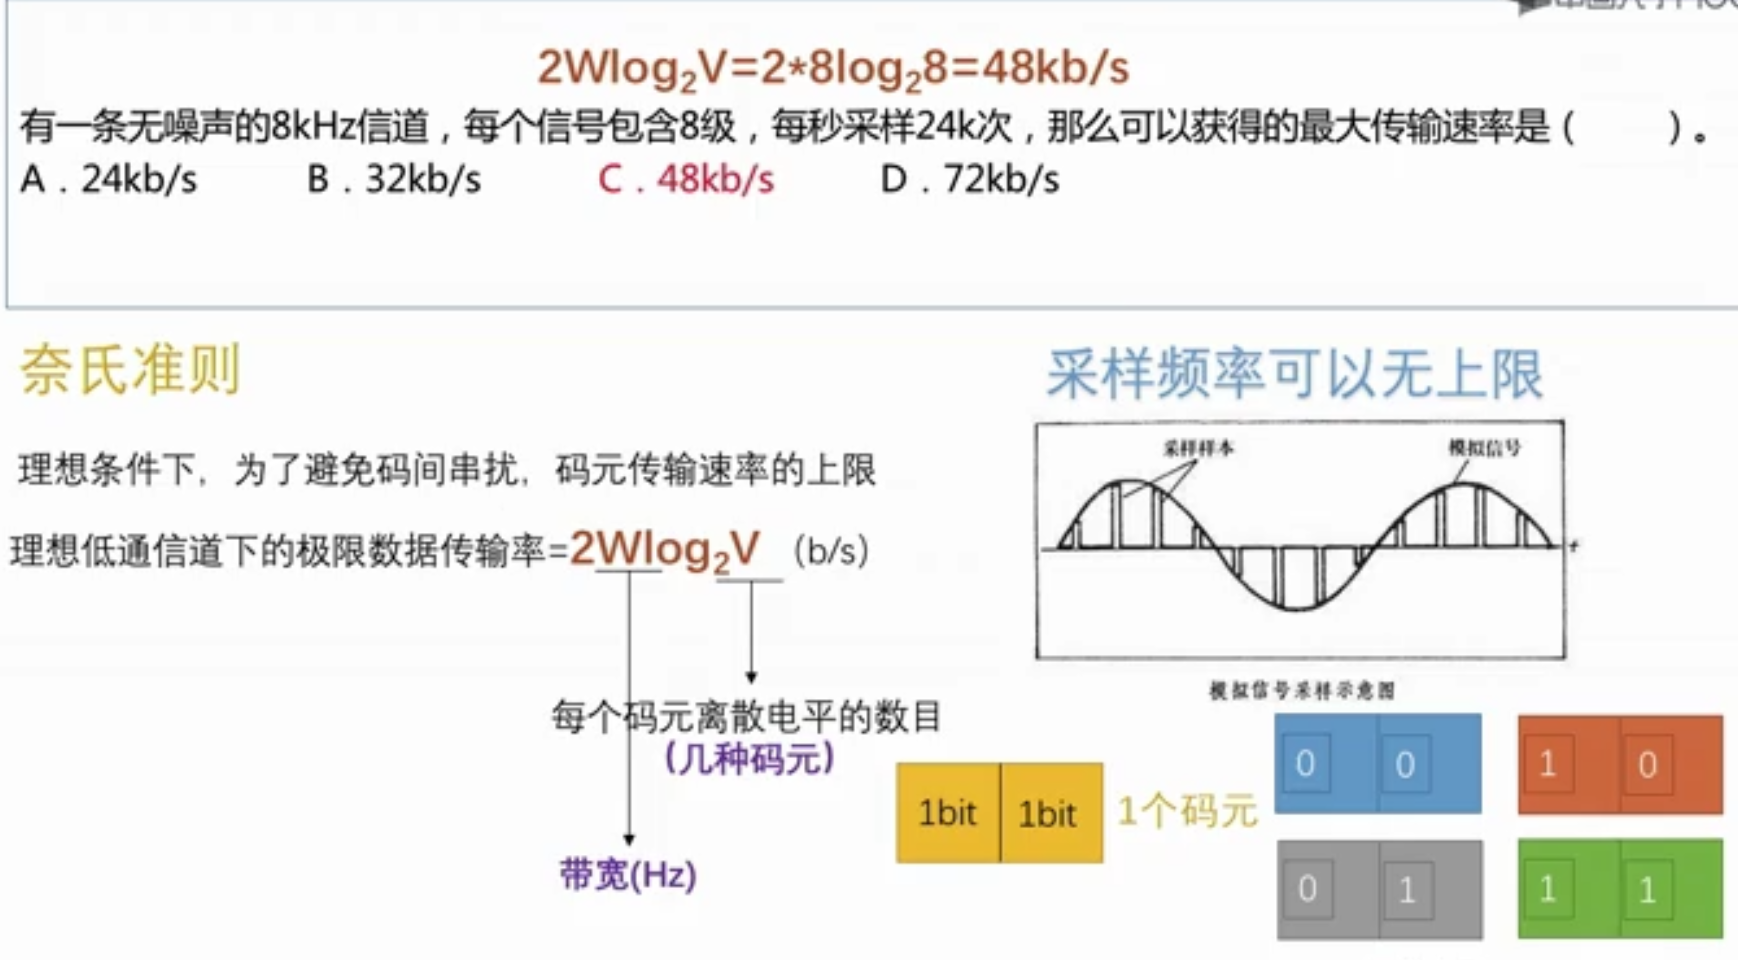 2Wlog₂V=2*8log₂8=48kb/s
有一条无噪声的8kHz信道，每个信号包含8级，每秒采样24k次，那么可以获得的最大传输速率是（　　）。
A．24kb/s　B．32kb/s　C．48kb/s　D．72kb/s
奈氏准则
理想条件下，为了避免码间串扰，码元传输速率的上限
理想低通信道下的极限数据传输率=2Wlog₂V （b/s）
每个码元离散电平的数目
（几种码元）
带宽(Hz)
采样频率可以无上限
采样样本 模拟信号
t
模拟信号采样示意图
1bit 1bit 1个码元
0 0 1 0
0 1 1 1